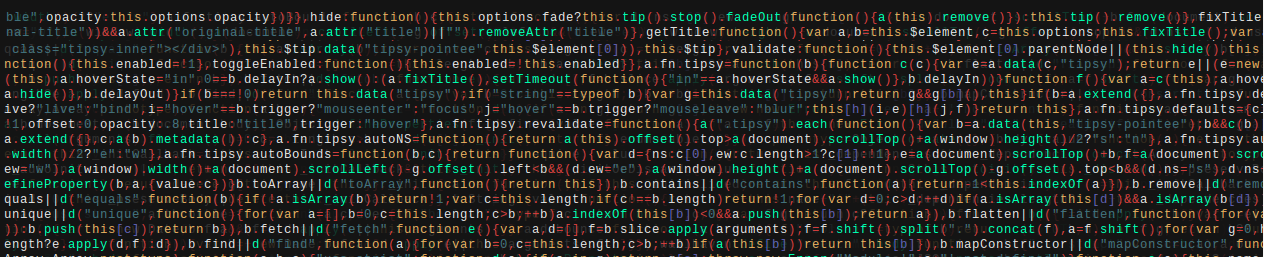 ble",opacity:this.options.opacity})}},hide:function(){this.options.fade?this.tip().stop().fadeOut(function(){a(this).remove()}):this.tip().remove()},fixTitle
nal-title"))&&a.attr("original-title",a.attr("title")||"").removeAttr("title")},getTitle:function(){var a,b=this.$element,c=this.options;this.fixTitle();var
class="tipsy-inner"></div>'),this.$tip.data("tipsy-pointee",this.$element[0])),this.$tip},validate:function(){this.$element[0].parentNode||(this.hide(),this
nction(){this.enabled=!1},toggleEnabled:function(){this.enabled=!this.enabled}},a.fn.tipsy=function(b){function c(c){var e=a.data(c,"tipsy");return e||(e=new
(this);a.hoverState="in",0==b.delayIn?a.show():(a.fixTitle(),setTimeout(function(){"in"==a.hoverState&&a.show()},b.delayIn))}function f(){var a=c(this);a.hove
a.hide()},b.delayOut)}if(b===!0)return this.data("tipsy");if("string"==typeof b){var g=this.data("tipsy");return g&&g[b](),this}if(b=a.extend({},a.fn.tipsy.d
ive?"live":"bind",i="hover"==b.trigger?"mouseenter":"focus",j="hover"==b.trigger?"mouseleave":"blur";this[h](i,e)[h](j,f)}return this},a.fn.tipsy.defaults={cl
!1,offset:0,opacity:.8,title:"title",trigger:"hover"},a.fn.tipsy.revalidate=function(){a(".tipsy").each(function(){var b=a.data(this,"tipsy-pointee");b&&c(b)
a.extend({},c,a(b).metadata()):c},a.fn.tipsy.autoNS=function(){return a(this).offset().top>a(document).scrollTop()+a(window).height()/2?"s":"n"},a.fn.tipsy.au
.width()/2?"e":"w"},a.fn.tipsy.autoBounds=function(b,c){return function(){var d={ns:c[0],ew:c.length>1?c[1]:!1},e=a(document).scrollTop()+b,f=a(document).scro
ew="w"),a(window).width()+a(document).scrollLeft()-g.offset().left<b&&(d.ew="e"),a(window).height()+a(document).scrollTop()-g.offset().top<b&&(d.ns="s"),d.ns
efineProperty(b,a,{value:c})}b.toArray||d("toArray",function(){return this}),b.contains||d("contains",function(a){return-1<this.indexOf(a)}),b.remove||d("remo
quals||d("equals",function(b){if(!a.isArray(b))return!1;var c=this.length;if(c!==b.length)return!1;for(var d=0;c>d;++d)if(a.isArray(this[d])&&a.isArray(b[d])
unique||d("unique",function(){for(var a=[],b=0,c=this.length;c>b;++b)a.indexOf(this[b])<0&&a.push(this[b]);return a}),b.flatten||d("flatten",function(){for(va
)):b.push(this[c]);return b}),b.fetch||d("fetch",function(){var a,d=[],f=b.slice.apply(arguments);f=f.shift().split(".").concat(f),a=f.shift();for(var g=0,h
length?e.apply(d,f):d}),b.find||d("find",function(a){for(var b=0,c=this.length;c>b;++b)if(a(this[b]))return this[b]}),b.mapConstructor||d("mapConstructor",fun